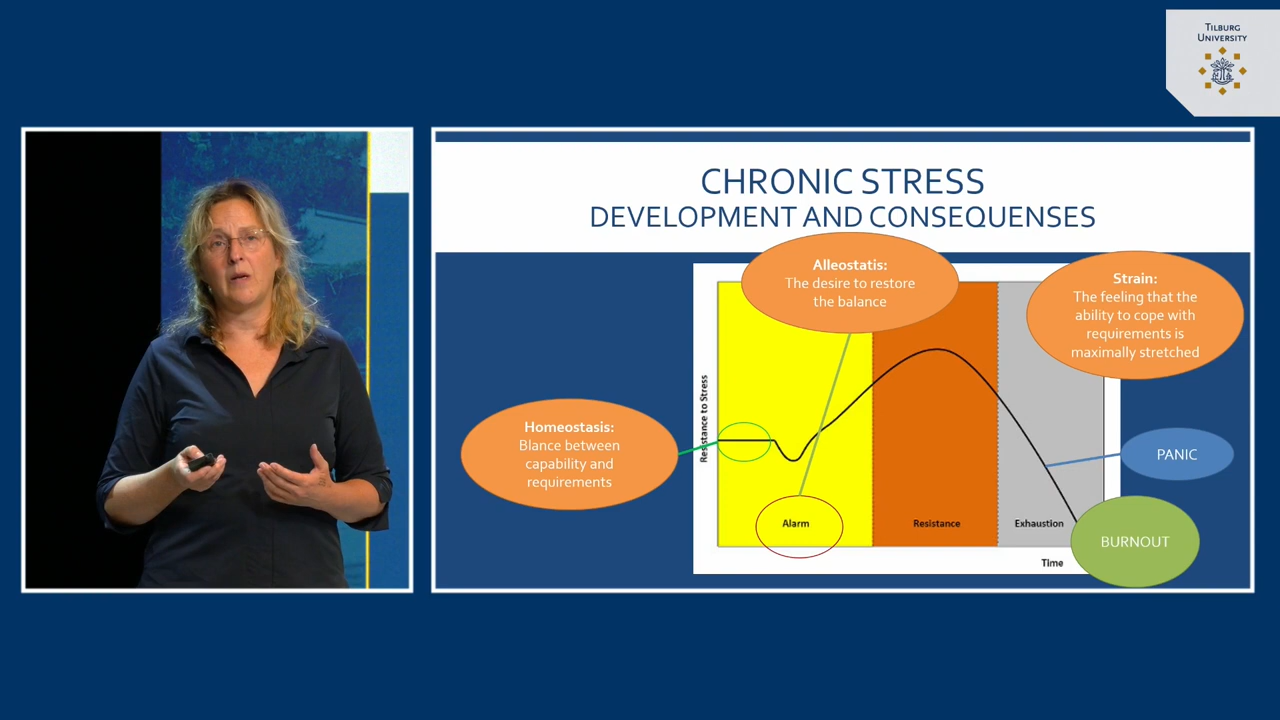 TILBURG
UNIVERSITY
CHRONIC STRESS
DEVELOPMENT AND CONSEQUENSES
Alleostatis:
The desire to restore
the balance
Strain:
The feeling that the
ability to cope with
requirements is
maximally stretched
Homeostasis:
Blance between
capability and
requirements
Resistance to Stress
Alarm
Resistance
Exhaustion
Time
PANIC
BURNOUT